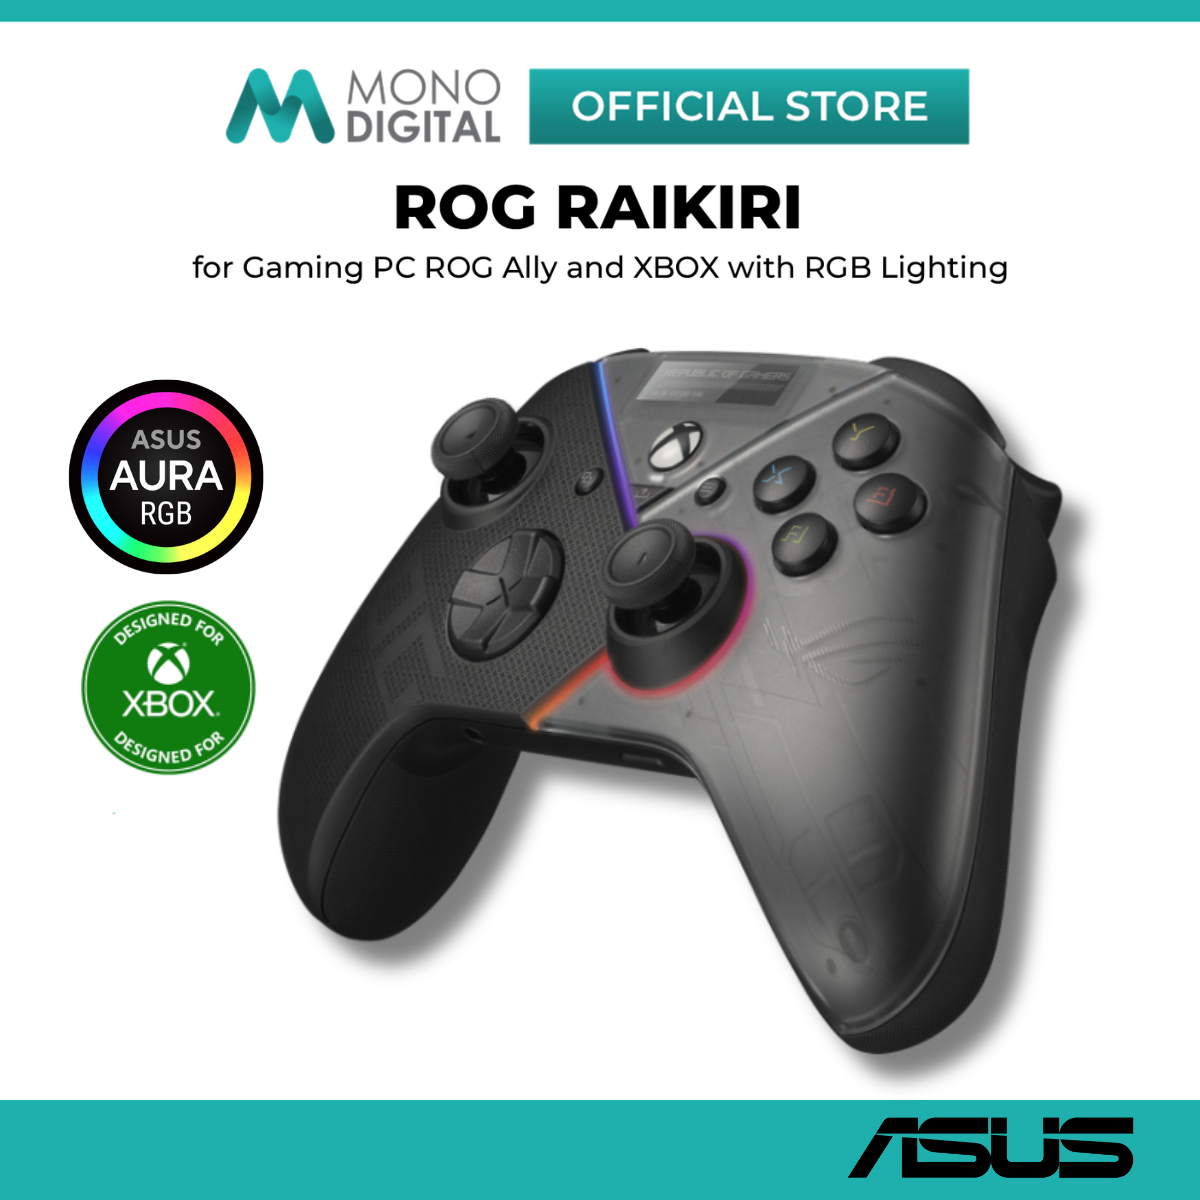 MONO
DIGITAL
OFFICIAL STORE
ROG RAIKIRI
for Gaming PC ROG Ally and XBOX with RGB Lighting
REPUBLIC OF GAMERS
ASUS
AURA
RGB
DESIGNED FOR
XBOX
DESIGNED FOR
ASUS